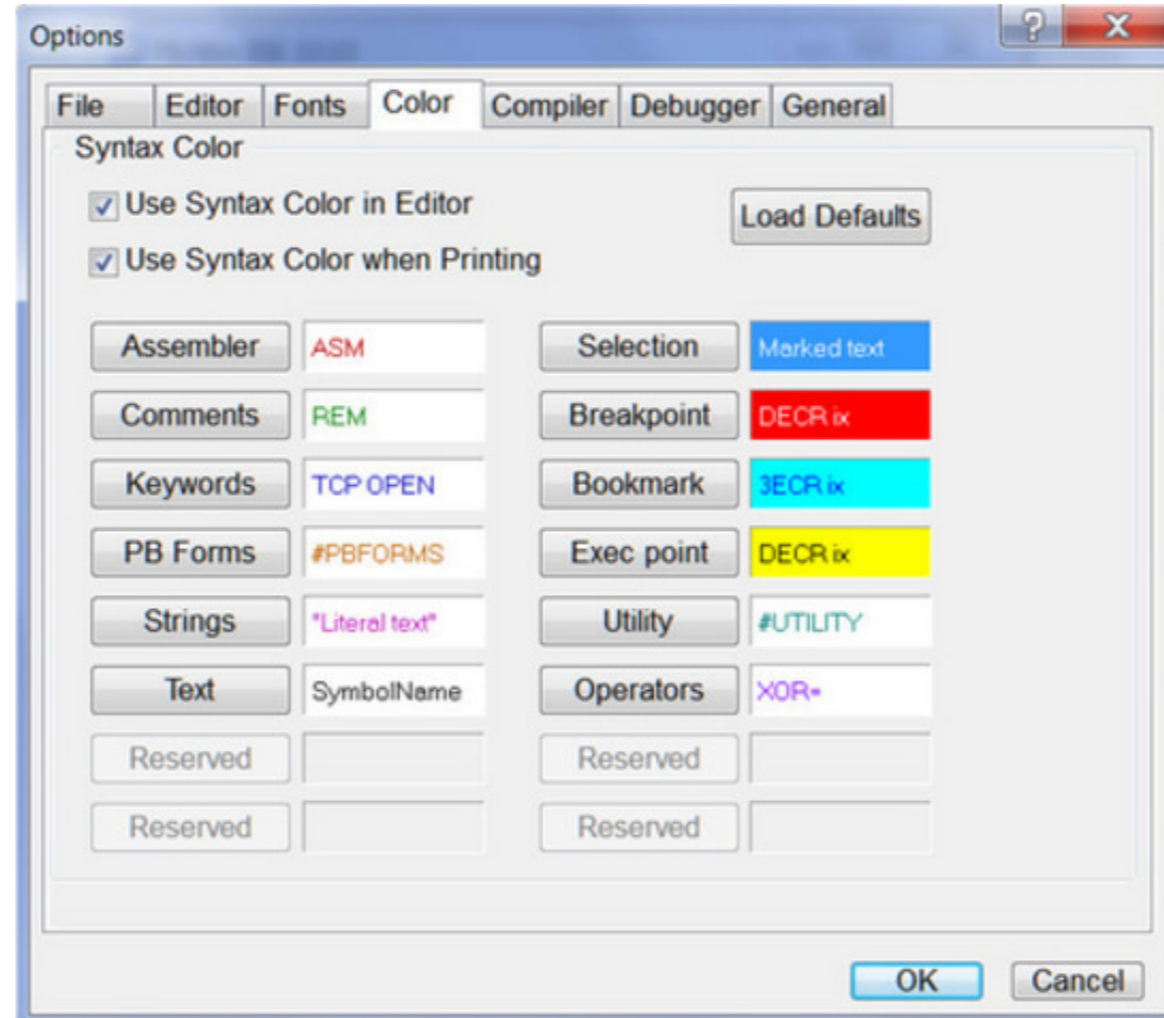 Options
File Editor Fonts Color Compiler Debugger General
Syntax Color
Use Syntax Color in Editor
Load Defaults
Use Syntax Color when Printing
Assembler ASM Selection Marked text
Comments REM Breakpoint DECR ix
Keywords TCP OPEN Bookmark 3ECR ix
PB Forms #PBFORMS Exec point DECR ix
Strings "Literal text" Utility #UTILITY
Text SymbolName Operators XOR=
Reserved Reserved
Reserved Reserved
OK Cancel